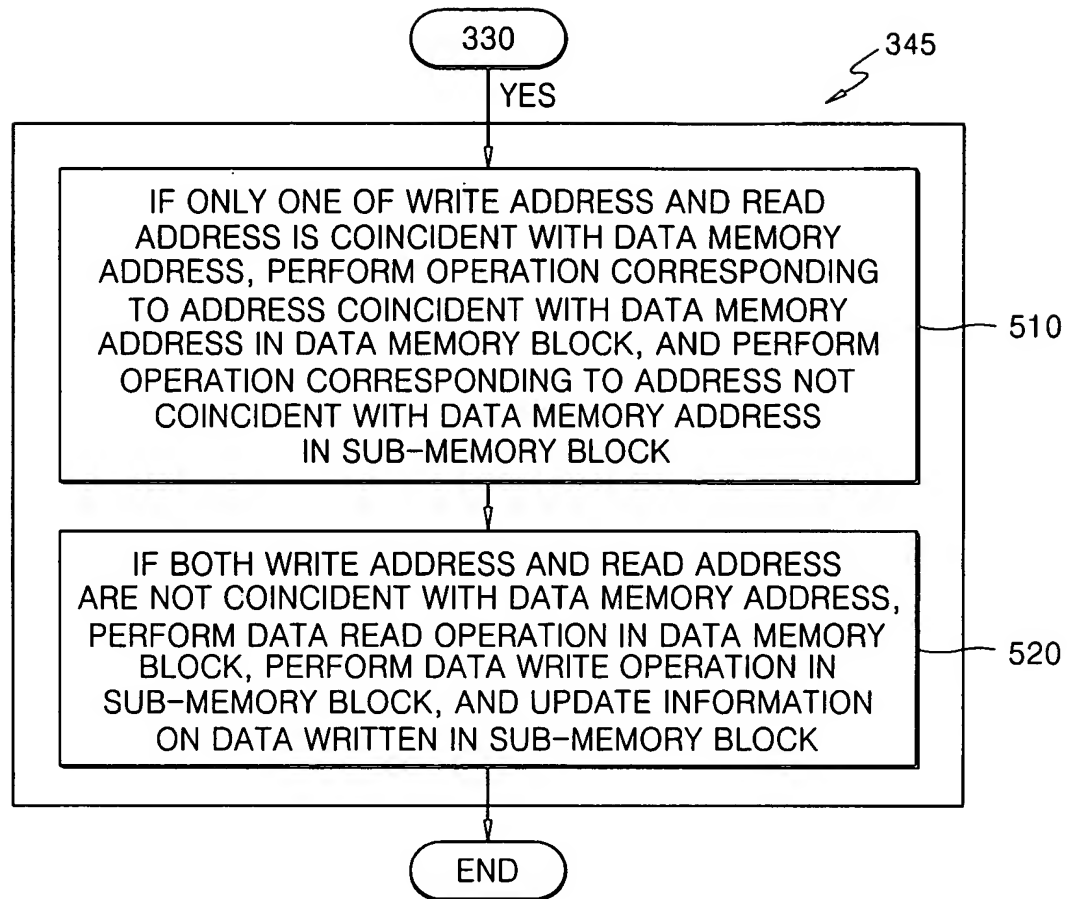 330
345
YES
IF ONLY ONE OF WRITE ADDRESS AND READ
ADDRESS IS COINCIDENT WITH DATA MEMORY
ADDRESS, PERFORM OPERATION CORRESPONDING
TO ADDRESS COINCIDENT WITH DATA MEMORY
ADDRESS IN DATA MEMORY BLOCK, AND PERFORM
OPERATION CORRESPONDING TO ADDRESS NOT
COINCIDENT WITH DATA MEMORY ADDRESS
IN SUB-MEMORY BLOCK
510
IF BOTH WRITE ADDRESS AND READ ADDRESS
ARE NOT COINCIDENT WITH DATA MEMORY ADDRESS,
PERFORM DATA READ OPERATION IN DATA MEMORY
BLOCK, PERFORM DATA WRITE OPERATION IN
SUB-MEMORY BLOCK, AND UPDATE INFORMATION
ON DATA WRITTEN IN SUB-MEMORY BLOCK
520
END